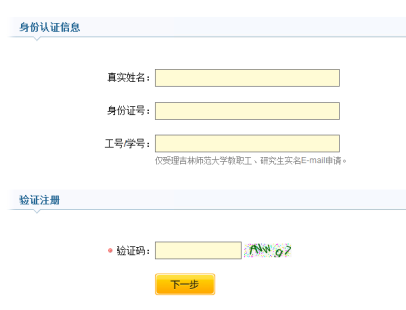 身份认证信息
真实姓名：
身份证号：
工号/学号：
仅受理吉林师范大学教职工、研究生实名E-mail申请。
验证注册
* 验证码：
下一步